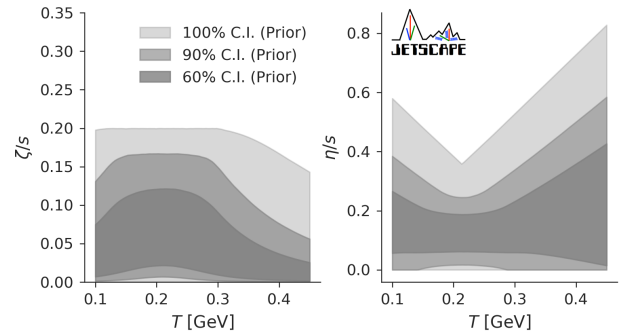 0.35
0.30
0.25
0.20
0.15
0.10
0.05
0.00
ζ/s
0.1
0.2
0.3
0.4
T [GeV]
100% C.I. (Prior)
90% C.I. (Prior)
60% C.I. (Prior)
0.8
0.6
0.4
0.2
0.0
η/s
0.1
0.2
0.3
0.4
T [GeV]
JETSCAPE